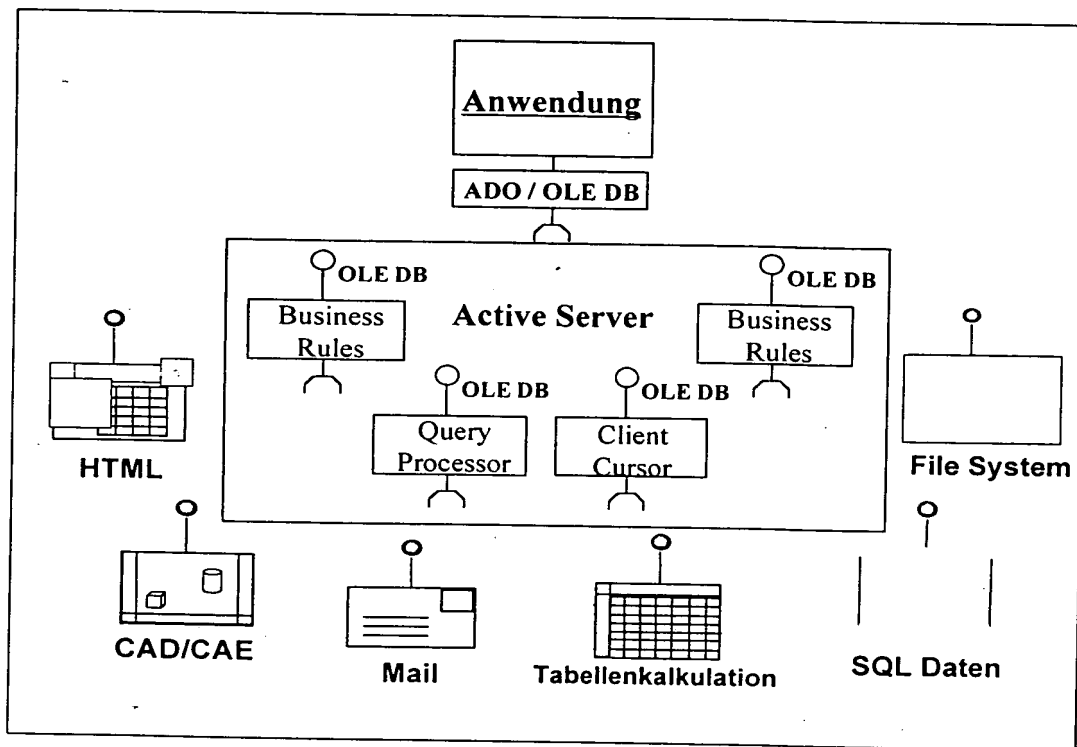 Anwendung
ADO / OLE DB
OLE DB
OLE DB
Business
Rules
Active Server
Business
Rules
OLE DB
OLE DB
Query
Processor
Client
Cursor
HTML
File System
CAD/CAE
Mail
Tabellenkalkulation
SQL Daten